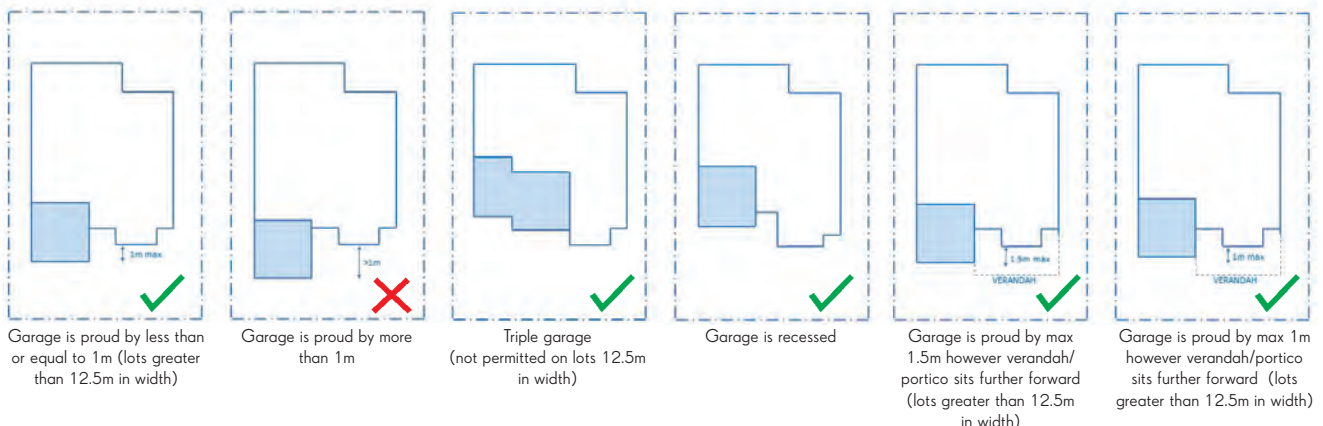 1m max
Garage is proud by less than
or equal to 1m (lots greater
than 12.5m in width)
>1m
Garage is proud by more
than 1m
Triple garage
(not permitted on lots 12.5m
in width)
Garage is recessed
1.5m max
VERANDAH
Garage is proud by max
1.5m however verandah/
portico sits further forward
(lots greater than 12.5m
in width)
1m max
VERANDAH
Garage is proud by max 1m
however verandah/portico
sits further forward (lots
greater than 12.5m in width)